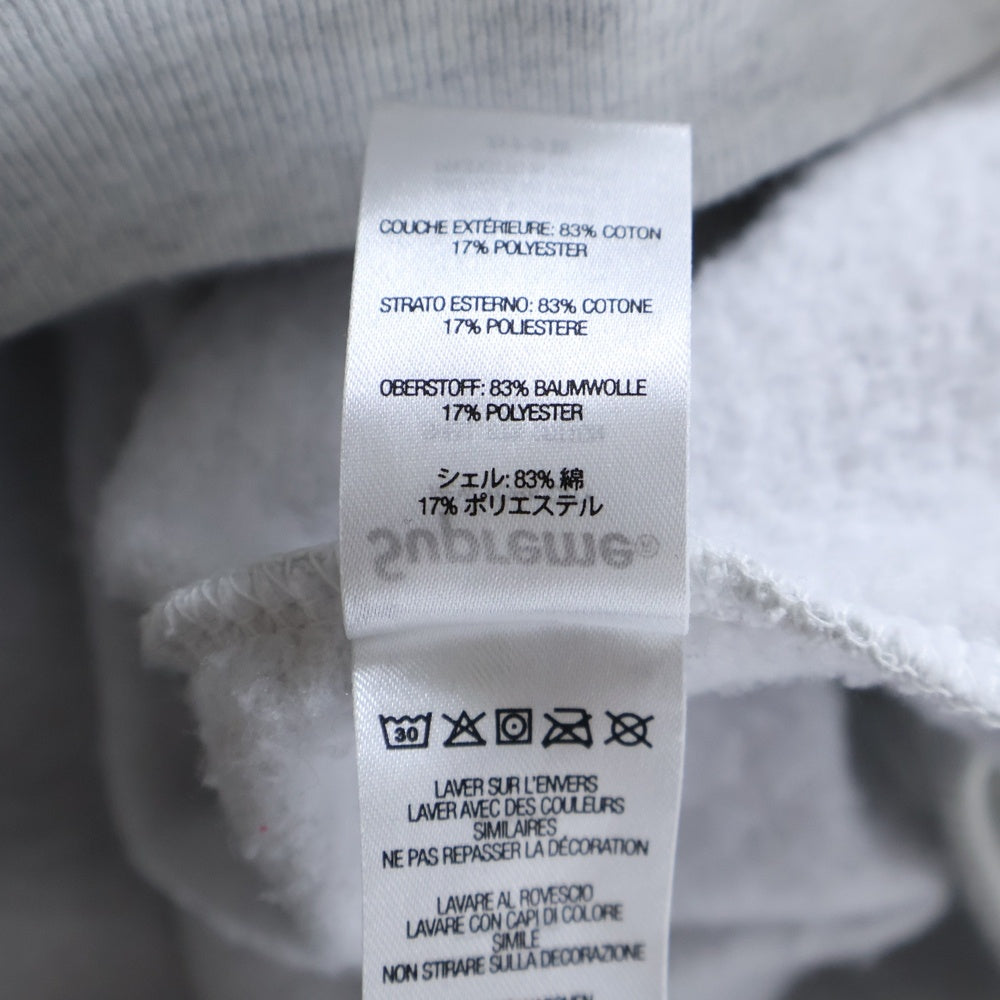 COUCHE EXTÉRIEURE: 83% COTON
17% POLYESTER
STRATO ESTERNO: 83% COTONE
17% POLIESTERE
OBERSTOFF: 83% BAUMWOLLE
17% POLYESTER
シェル: 83% 綿
17% ポリエステル
Supreme®
30
LAVER SUR L'ENVERS
LAVER AVEC DES COULEURS
SIMILAIRES
NE PAS REPASSER LA DÉCORATION
LAVARE AL ROVESCIO
LAVARE CON CAPI DI COLORE
SIMILE
NON STIRARE SULLA DECORAZIONE